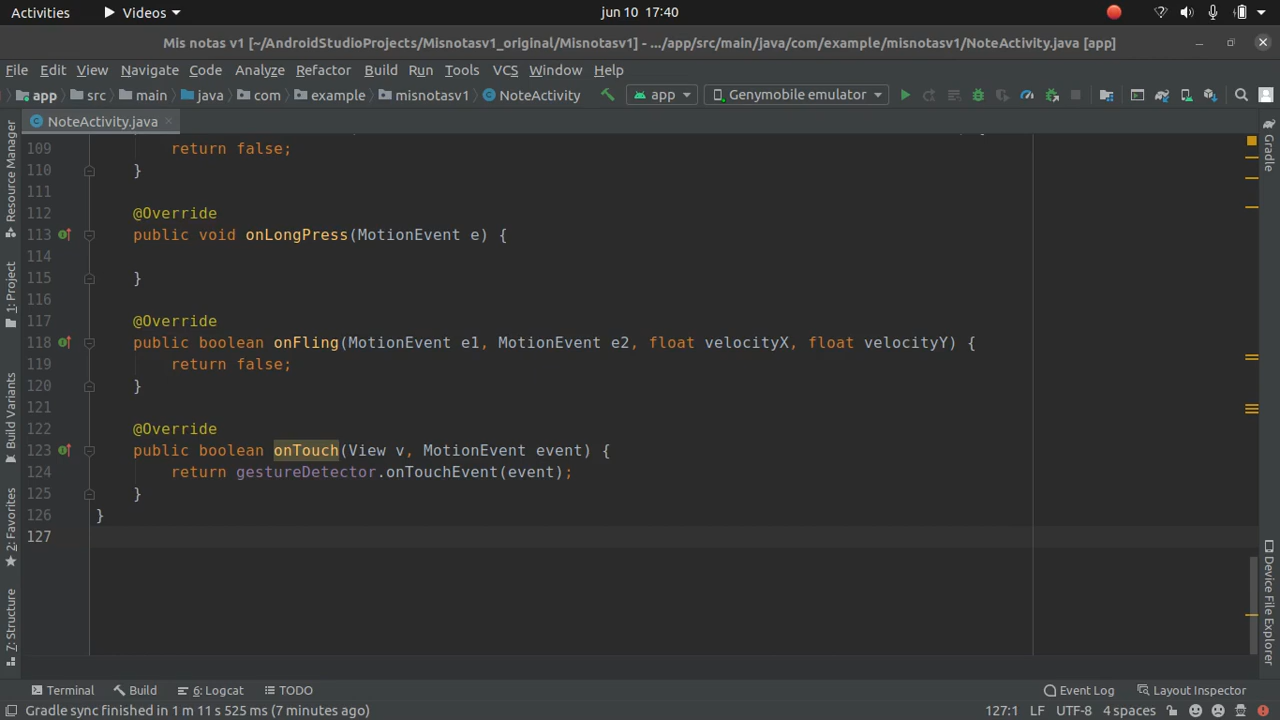 Activities
Videos
jun 10 17:40
Mis notas v1 [~/AndroidStudioProjects/Misnotasv1_original/Misnotasv1] - .../app/src/main/java/com/example/misnotasv1/NoteActivity.java [app]
File Edit View Navigate Code Analyze Refactor Build Run Tools VCS Window Help
app src main java com example misnotasv1 NoteActivity app Genymobile emulator
NoteActivity.java
109 return false;
110 }
111
112 @Override
113 public void onLongPress(MotionEvent e) {
114
115 }
116
117 @Override
118 public boolean onFling(MotionEvent e1, MotionEvent e2, float velocityX, float velocityY) {
119 return false;
120 }
121
122 @Override
123 public boolean onTouch(View v, MotionEvent event) {
124 return gestureDetector.onTouchEvent(event);
125 }
126 }
127
Resource Manager
1: Project
Build Variants
2: Favorites
7: Structure
Gradle
Device File Explorer
Terminal Build 6: Logcat TODO Event Log Layout Inspector
Gradle sync finished in 1 m 11 s 525 ms (7 minutes ago) 127:1 LF UTF-8 4 spaces